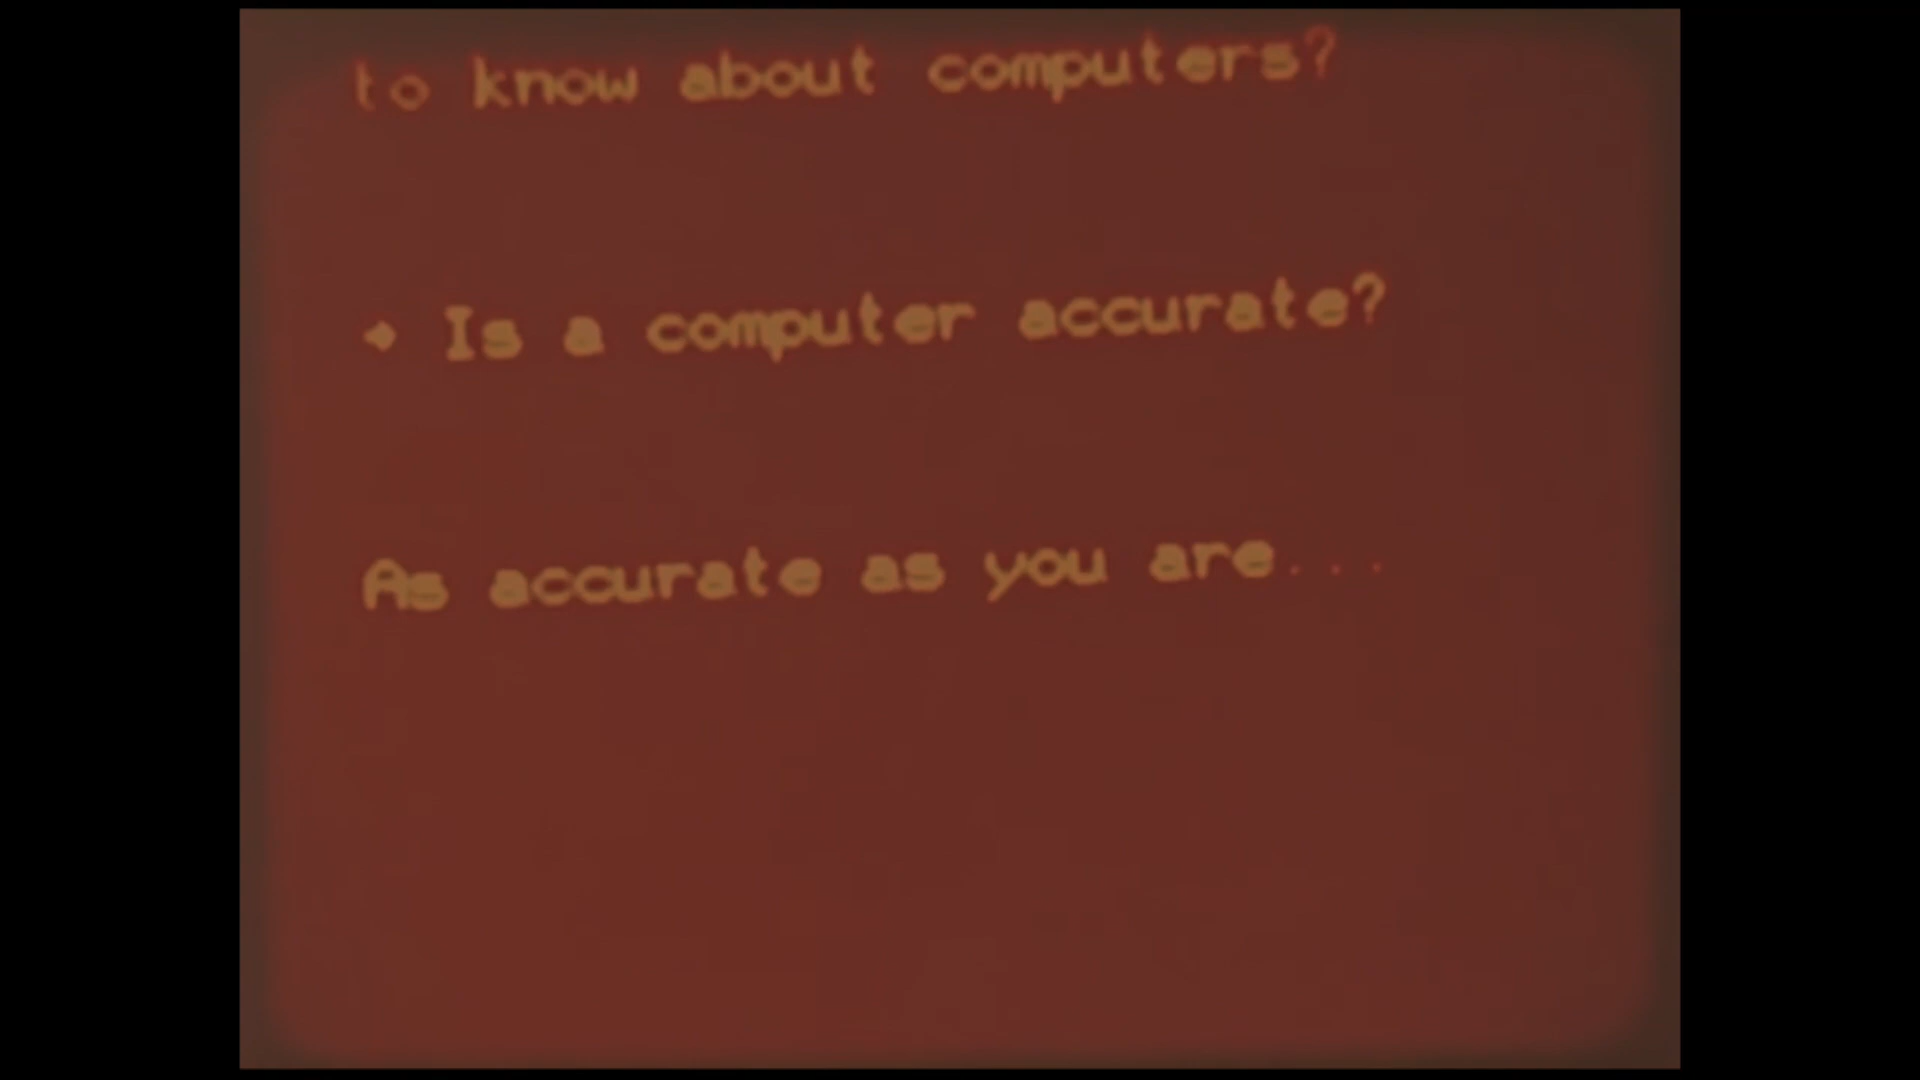 to know about computers?
✦ Is a computer accurate?
As accurate as you are...